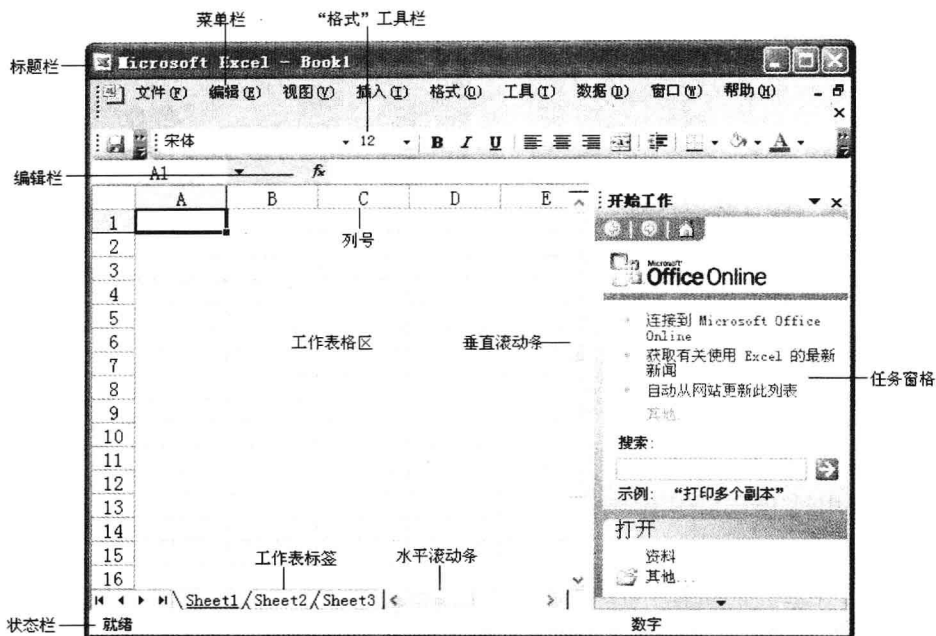 菜单栏 “格式”工具栏
标题栏
Microsoft Excel - Book1
文件(F) 编辑(E) 视图(V) 插入(I) 格式(O) 工具(T) 数据(D) 窗口(W) 帮助(H)
宋体 12 B I U A
编辑栏
A1 fx
A B C D E
开始工作
1
列号
2
3
Microsoft
Office Online
4
5
连接到 Microsoft Office
Online
6
工作表格区 垂直滚动条
获取有关使用 Excel 的最新
新闻
7
任务窗格
8
自动从网站更新此列表
9
其他...
10
搜索:
11
12
示例: “打印多个副本”
13
14
打开
15
工作表标签 水平滚动条
资料
16
其他...
Sheet1 Sheet2 Sheet3
状态栏
就绪 数字